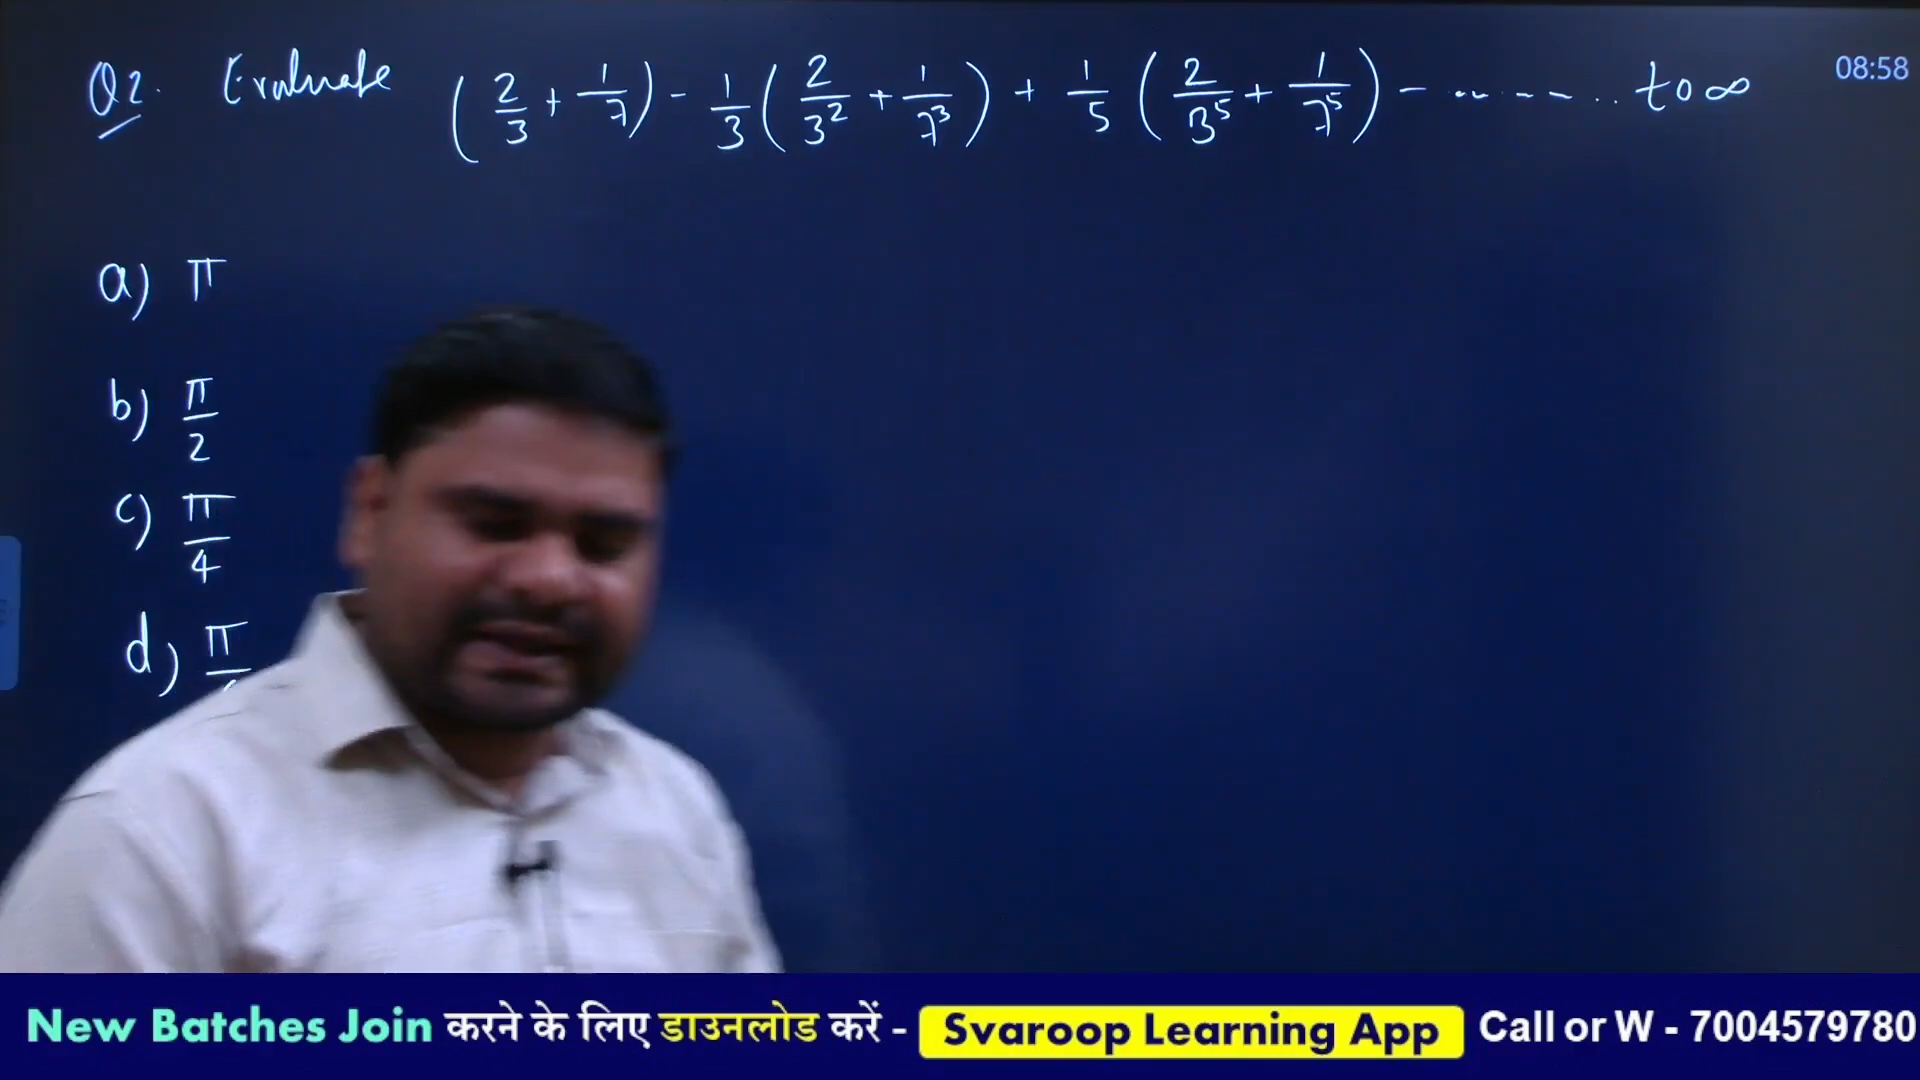 Q2. Evaluate (2/3 + 1/7) - 1/3 (2/3² + 1/7³) + 1/5 (2/3⁵ + 1/7⁵) - ........ to ∞
08:58
a) π
b) π/2
c) π/4
d) π
New Batches Join करने के लिए डाउनलोड करें - Svaroop Learning App Call or W - 7004579780